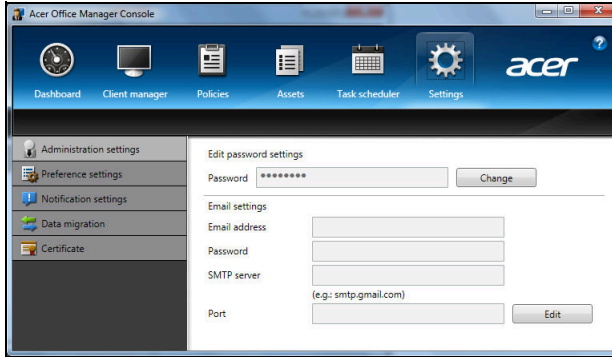 Acer Office Manager Console
Dashboard Client manager Policies Assets Task scheduler Settings acer ?
Administration settings
Preference settings
Notification settings
Data migration
Certificate
Edit password settings
Password ******** Change
Email settings
Email address
Password
SMTP server
(e.g.: smtp.gmail.com)
Port Edit